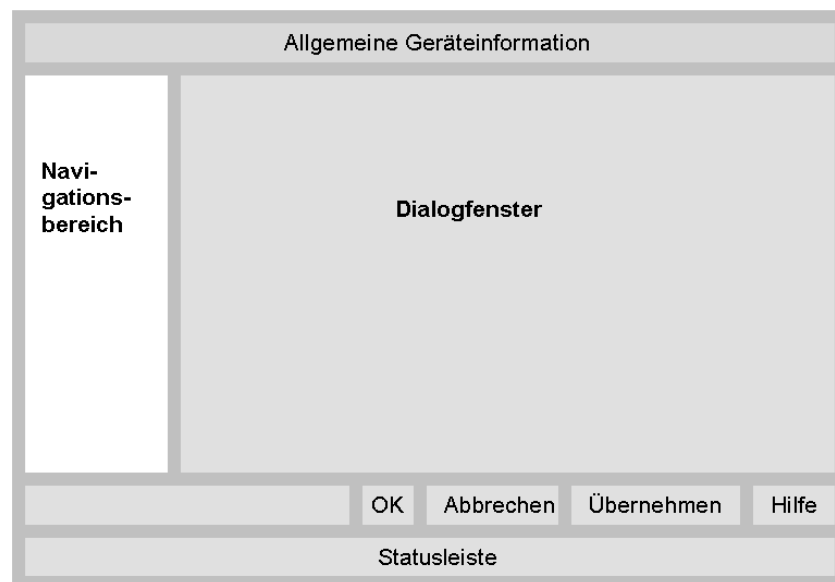 Allgemeine Geräteinformation
Navi-
gations-
bereich
Dialogfenster
OK Abbrechen Übernehmen Hilfe
Statusleiste